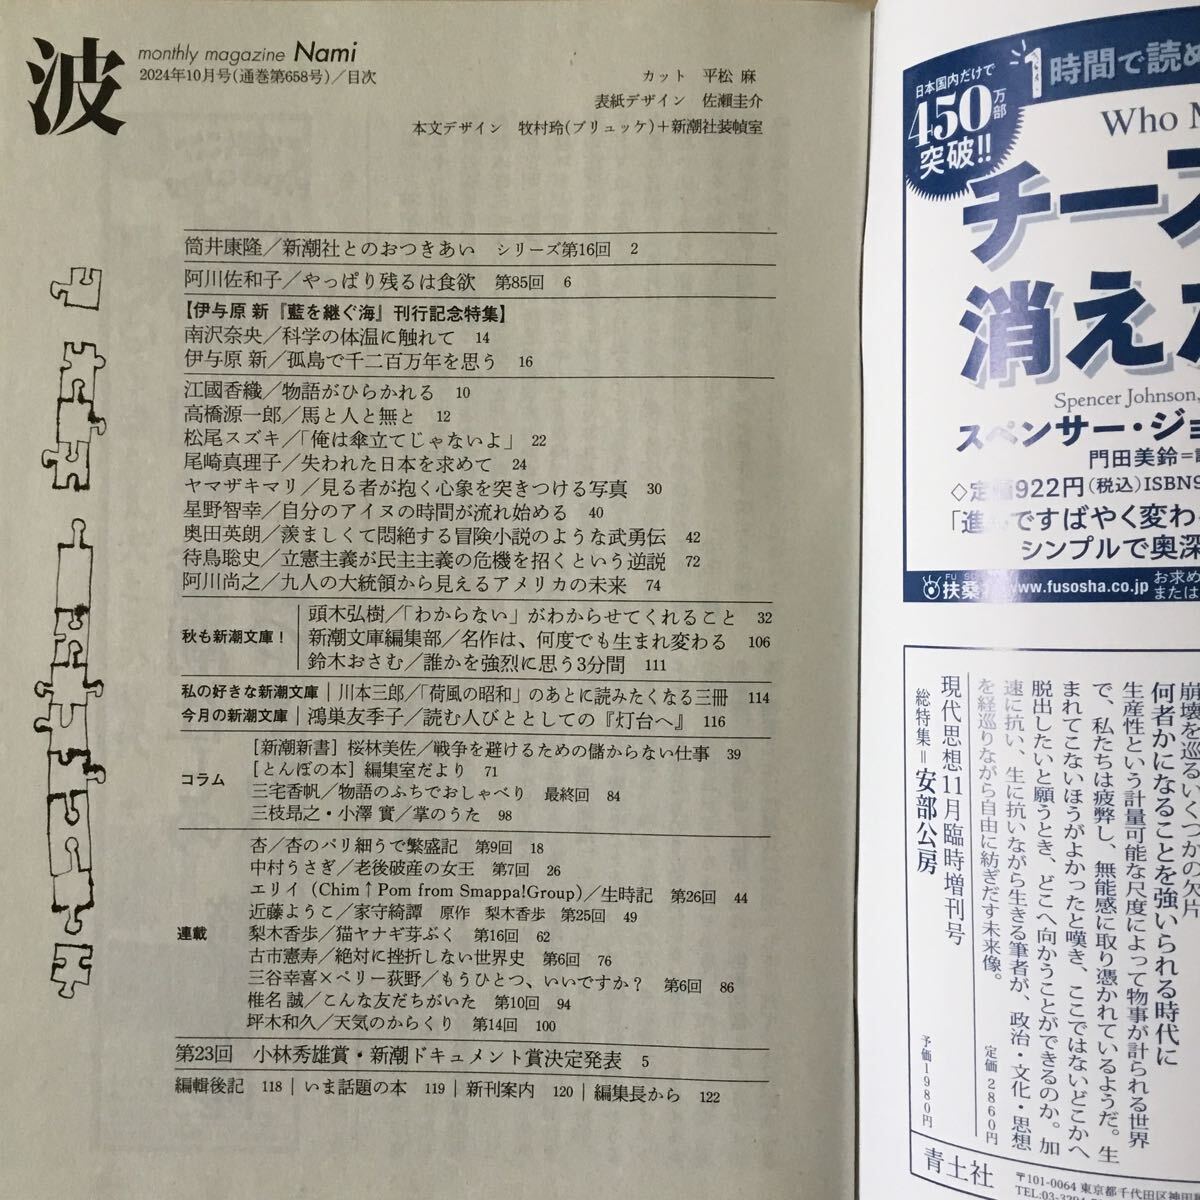 波
monthly magazine Nami
2024年10月号(通巻第658号)／目次
カット 平松 麻
表紙デザイン 佐瀬圭介
本文デザイン 牧村玲(ブリュッケ)＋新潮社装幀室
筒井康隆／新潮社とのおつきあい シリーズ第16回 2
阿川佐和子／やっぱり残るは食欲 第85回 6
【伊与原 新『藍を継ぐ海』刊行記念特集】
南沢奈央／科学の体温に触れて 14
伊与原 新／孤島で千二百万年を思う 16
江國香織／物語がひらかれる 10
高橋源一郎／馬と人と無と 12
松尾スズキ／「俺は傘立てじゃないよ」 22
尾崎真理子／失われた日本を求めて 24
ヤマザキマリ／見る者が抱く心象を突きつける写真 30
星野智幸／自分のアイヌの時間が流れ始める 40
奥田英朗／羨ましくて悶絶する冒険小説のような武勇伝 42
待鳥聡史／立憲主義が民主主義の危機を招くという逆説 72
阿川尚之／九人の大統領から見えるアメリカの未来 74
秋も新潮文庫！
頭木弘樹／「わからない」がわからせてくれること 32
新潮文庫編集部／名作は、何度でも生まれ変わる 106
鈴木おさむ／誰かを強烈に思う3分間 111
私の好きな新潮文庫｜川本三郎／「荷風の昭和」のあとに読みたくなる三冊 114
今月の新潮文庫｜鴻巣友季子／読む人びととしての『灯台へ』 116
コラム
［新潮新書］桜林美佐／戦争を避けるための儲からない仕事 39
［とんぼの本］編集室だより 71
三宅香帆／物語のふちでおしゃべり 最終回 84
三枝昻之・小澤 實／掌のうた 98
連載
杏／杏のパリ細うで繁盛記 第9回 18
中村うさぎ／老後破産の女王 第7回 26
エリイ（Chim↑Pom from Smappa!Group）／生時記 第26回 44
近藤ようこ／家守綺譚 原作 梨木香歩 第25回 49
梨木香歩／猫ヤナギ芽ぶく 第16回 62
古市憲寿／絶対に挫折しない世界史 第6回 76
三谷幸喜×ペリー荻野／もうひとつ、いいですか？ 第6回 86
椎名 誠／こんな友だちがいた 第10回 94
坪木和久／天気のからくり 第14回 100
第23回 小林秀雄賞・新潮ドキュメント賞決定発表 5
編輯後記 118｜いま話題の本 119｜新刊案内 120｜編集長から 122
日本国内だけで
450万部
突破!!
1時間で読め
Who M
チーズ
消えた
Spencer Johnson,
スペンサー・ジョ
門田美鈴＝
◇定価922円(税込)ISBN9
「進んですばやく変わ
シンプルで奥深
扶桑社 www.fusosha.co.jp お求め
または
崩壊を巡るいくつかの欠片
何者かになることを強いられる時代に
生産性という計量可能な尺度によって物事が計られる世界
で、私たちは疲弊し、無能感に取り憑かれているようだ。生
まれてこないほうがよかったと嘆き、ここではないどこかへ
脱出したいと願うとき、どこへ向かうことができるのか。加
速に抗い、生に抗いながら生きる筆者が、政治・文化・思想
を経巡りながら自由に紡ぎだす未来像。
定価2860円
現代思想11月臨時増刊号
総特集＝安部公房
予価1980円
青土社
〒101-0064 東京都千代田区神田
TEL:03-3294-